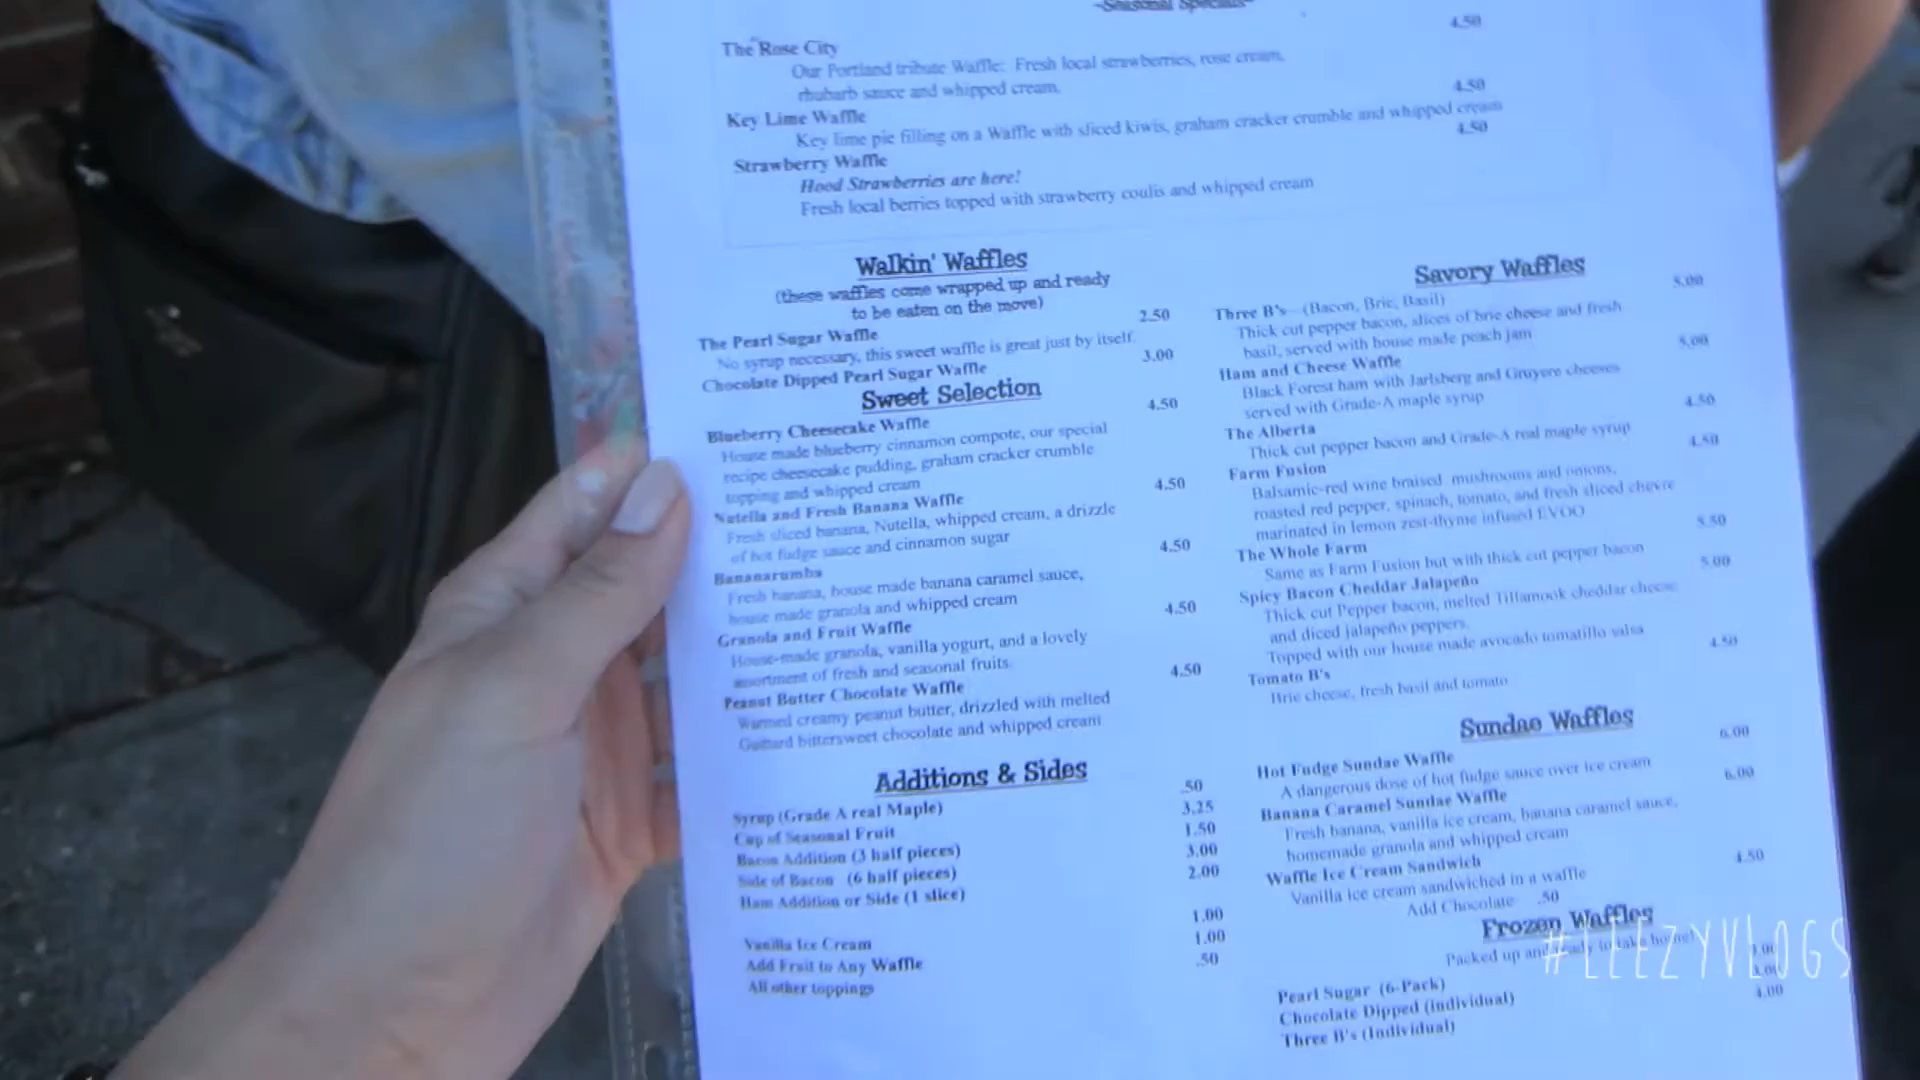 -Seasonal Specials-
The Rose City 4.50
Our Portland tribute Waffle: Fresh local strawberries, rose cream,
rhubarb sauce and whipped cream.
Key Lime Waffle 4.50
Key lime pie filling on a Waffle with sliced kiwis, graham cracker crumble and whipped cream
Strawberry Waffle 4.50
Hood Strawberries are here!
Fresh local berries topped with strawberry coulis and whipped cream
Walkin' Waffles
(these waffles come wrapped up and ready
to be eaten on the move)
The Pearl Sugar Waffle 2.50
No syrup necessary, this sweet waffle is great just by itself.
Chocolate Dipped Pearl Sugar Waffle 3.00
Sweet Selection
Blueberry Cheesecake Waffle 4.50
House made blueberry cinnamon compote, our special
recipe cheesecake pudding, graham cracker crumble
topping and whipped cream
Nutella and Fresh Banana Waffle 4.50
Fresh sliced banana, Nutella, whipped cream, a drizzle
of hot fudge sauce and cinnamon sugar
Bananarumba 4.50
Fresh banana, house made banana caramel sauce,
house made granola and whipped cream
Granola and Fruit Waffle 4.50
House-made granola, vanilla yogurt, and a lovely
assortment of fresh and seasonal fruits.
Peanut Butter Chocolate Waffle 4.50
Warmed creamy peanut butter, drizzled with melted
Guittard bittersweet chocolate and whipped cream
Additions & Sides
Syrup (Grade A real Maple) .50
Cup of Seasonal Fruit 3.25
Bacon Addition (3 half pieces) 1.50
Side of Bacon (6 half pieces) 3.00
Ham Addition or Side (1 slice) 2.00
Vanilla Ice Cream 1.00
Add Fruit to Any Waffle 1.00
All other toppings .50
Savory Waffles
Three B's (Bacon, Brie, Basil) 5.00
Thick cut pepper bacon, slices of brie cheese and fresh
basil, served with house made peach jam
Ham and Cheese Waffle 5.00
Black Forest ham with Jarlsberg and Gruyere cheeses
served with Grade-A maple syrup
The Alberta 4.50
Thick cut pepper bacon and Grade-A real maple syrup
Farm Fusion 4.50
Balsamic-red wine braised mushrooms and onions,
roasted red pepper, spinach, tomato, and fresh sliced chevre
marinated in lemon zest-thyme infused EVOO
The Whole Farm 5.50
Same as Farm Fusion but with thick cut pepper bacon
Spicy Bacon Cheddar Jalapeño 5.00
Thick cut Pepper bacon, melted Tillamook cheddar cheese
and diced jalapeño peppers.
Topped with our house made avocado tomatillo salsa
Tomato B's 4.50
Brie cheese, fresh basil and tomato
Sundae Waffles
Hot Fudge Sundae Waffle 6.00
A dangerous dose of hot fudge sauce over ice cream
Banana Caramel Sundae Waffle 6.00
Fresh banana, vanilla ice cream, banana caramel sauce,
homemade granola and whipped cream
Waffle Ice Cream Sandwich 4.50
Vanilla ice cream sandwiched in a waffle
Add Chocolate .50
Frozen Waffles
Packed up and ready to take home!
Pearl Sugar (6-Pack)
Chocolate Dipped (individual)
Three B's (Individual) 4.00
#LEEZYVLOGS